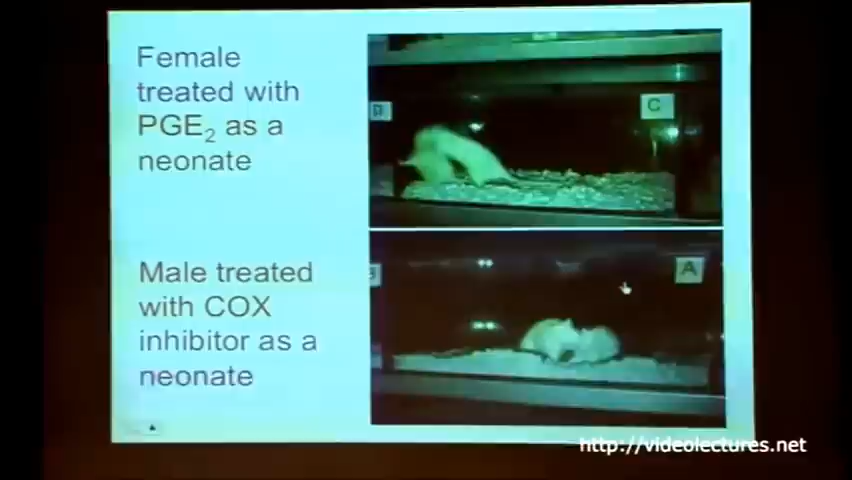 Female
treated with
PGE₂ as a
neonate
C
Male treated
with COX
inhibitor as a
neonate
A
http://videolectures.net